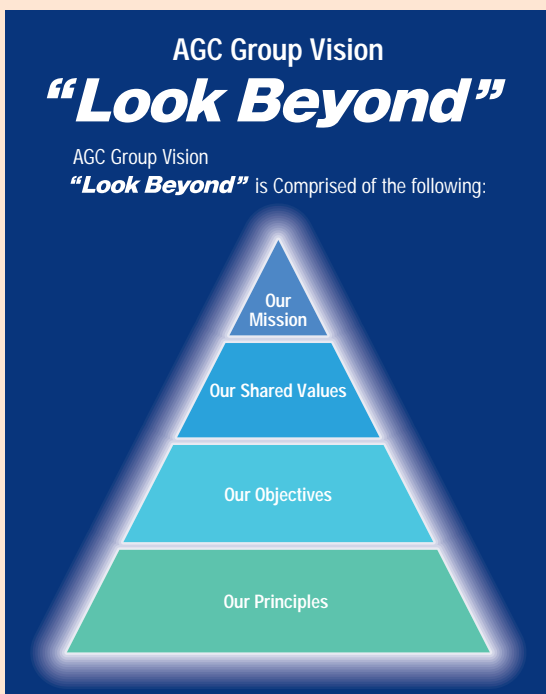 AGC Group Vision
“Look Beyond”
AGC Group Vision
“Look Beyond” is Comprised of the following:
Our
Mission
Our Shared Values
Our Objectives
Our Principles